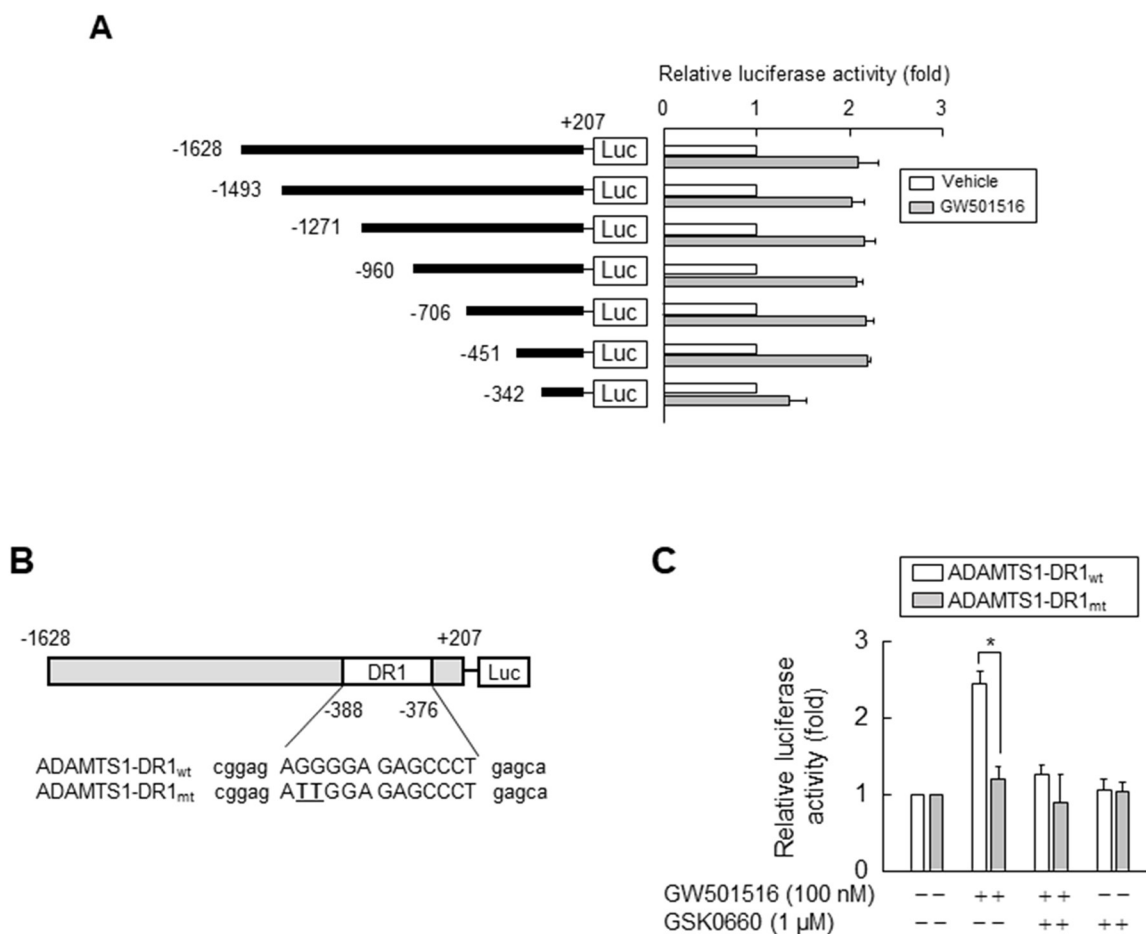 A
Relative luciferase activity (fold)
0 1 2 3
+207
-1628 Luc
-1493 Luc
-1271 Luc
-960 Luc
-706 Luc
-451 Luc
-342 Luc
Vehicle
GW501516
B
-1628 +207
DR1 Luc
-388 -376
ADAMTS1-DR1wt cggag AGGGGA GAGCCCT gagca
ADAMTS1-DR1mt cggag ATTGGA GAGCCCT gagca
C
ADAMTS1-DR1wt
ADAMTS1-DR1mt
Relative luciferase
activity (fold)
3
2
1
0
*
GW501516 (100 nM) − − + + + + − −
GSK0660 (1 µM) − − − − + + + +